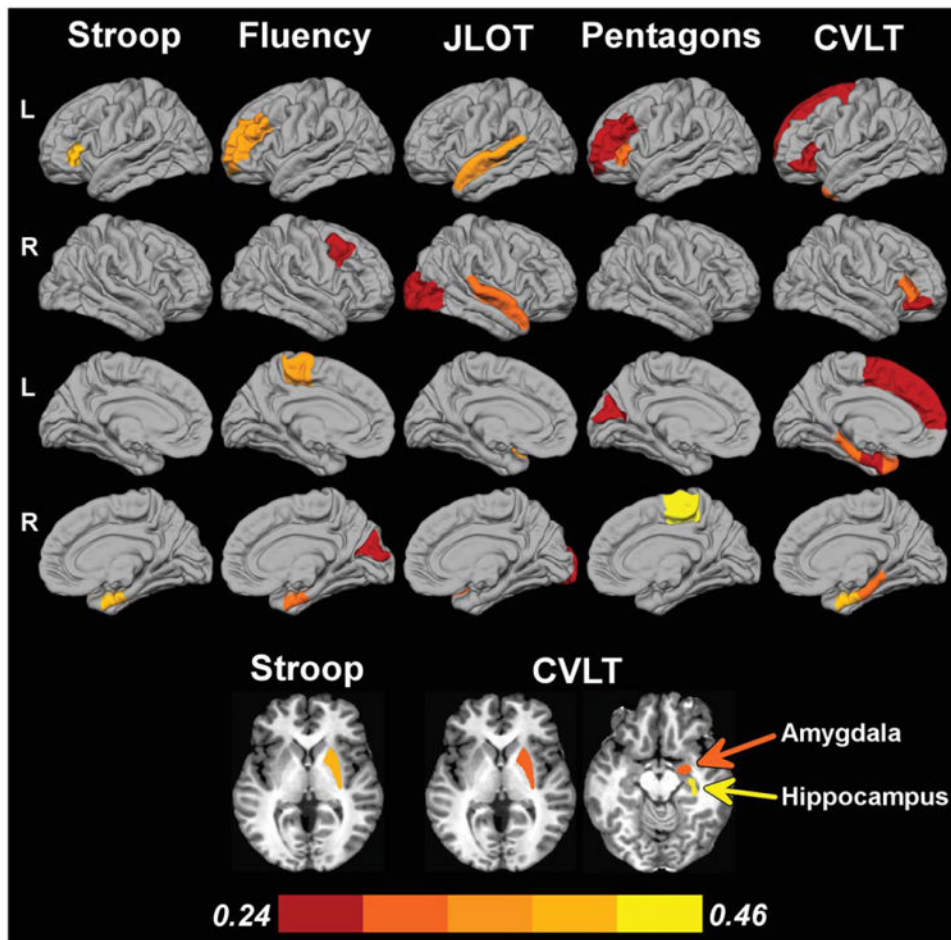 Stroop Fluency JLOT Pentagons CVLT
L
R
L
R
Stroop CVLT
Amygdala
Hippocampus
0.24 0.46